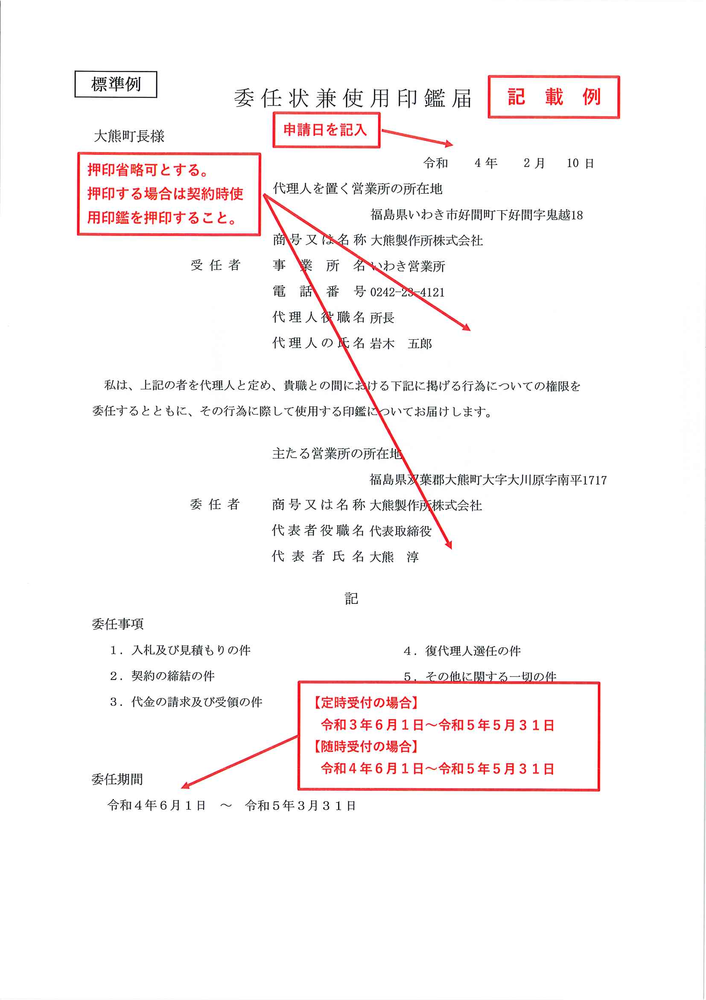 標準例
委任状兼使用印鑑届
記 載 例
申請日を記入
大熊町長様
令和 4 年 2 月 10 日
押印省略可とする。
押印する場合は契約時使
用印鑑を押印すること。
代理人を置く営業所の所在地
福島県いわき市好間町下好間字鬼越18
商号又は名称 大熊製作所株式会社
受任者 事業所名 いわき営業所
電話番号 0242-23-4121
代理人役職名 所長
代理人の氏名 岩木 五郎
私は、上記の者を代理人と定め、貴職との間における下記に掲げる行為についての権限を
委任するとともに、その行為に際して使用する印鑑についてお届けします。
主たる営業所の所在地
福島県双葉郡大熊町大字大川原字南平1717
委任者 商号又は名称 大熊製作所株式会社
代表者役職名 代表取締役
代表者氏名 大熊 淳
記
委任事項
１．入札及び見積もりの件
２．契約の締結の件
３．代金の請求及び受領の件
４．復代理人選任の件
５．その他に関する一切の件
【定時受付の場合】
令和３年６月１日～令和５年５月３１日
【随時受付の場合】
令和４年６月１日～令和５年５月３１日
委任期間
令和４年６月１日 ～ 令和５年３月３１日